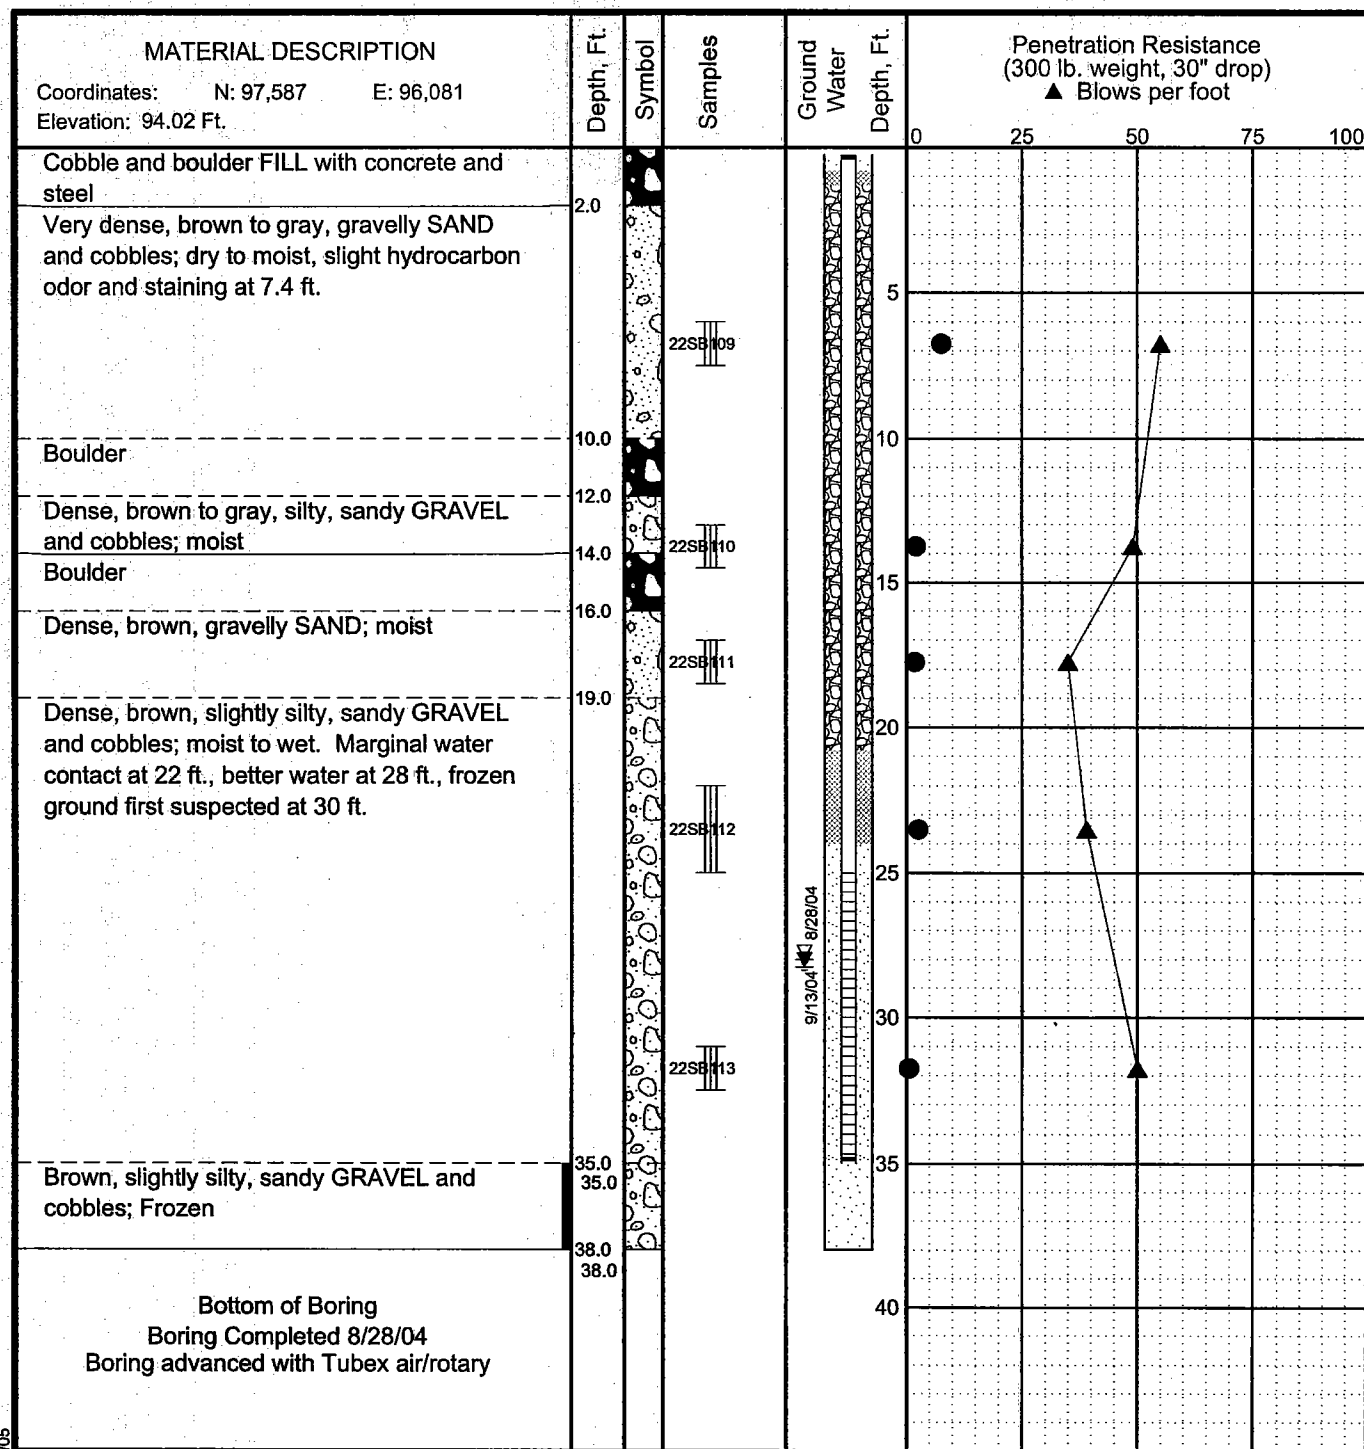 MATERIAL DESCRIPTION
Coordinates: N: 97,587 E: 96,081
Elevation: 94.02 Ft.
Depth, Ft.
Symbol
Samples
Ground
Water
Depth, Ft.
Penetration Resistance
(300 lb. weight, 30" drop)
▲ Blows per foot
0 25 50 75 100
Cobble and boulder FILL with concrete and
steel
2.0
Very dense, brown to gray, gravelly SAND
and cobbles; dry to moist, slight hydrocarbon
odor and staining at 7.4 ft.
5
22SB109
10.0
10
Boulder
12.0
Dense, brown to gray, silty, sandy GRAVEL
and cobbles; moist
22SB110
14.0
Boulder
15
16.0
Dense, brown, gravelly SAND; moist
22SB111
19.0
Dense, brown, slightly silty, sandy GRAVEL
and cobbles; moist to wet. Marginal water
contact at 22 ft., better water at 28 ft., frozen
ground first suspected at 30 ft.
20
22SB112
25
8/28/04
9/13/04
30
22SB113
35.0
35
Brown, slightly silty, sandy GRAVEL and
cobbles; Frozen
35.0
38.0
38.0
40
Bottom of Boring
Boring Completed 8/28/04
Boring advanced with Tubex air/rotary